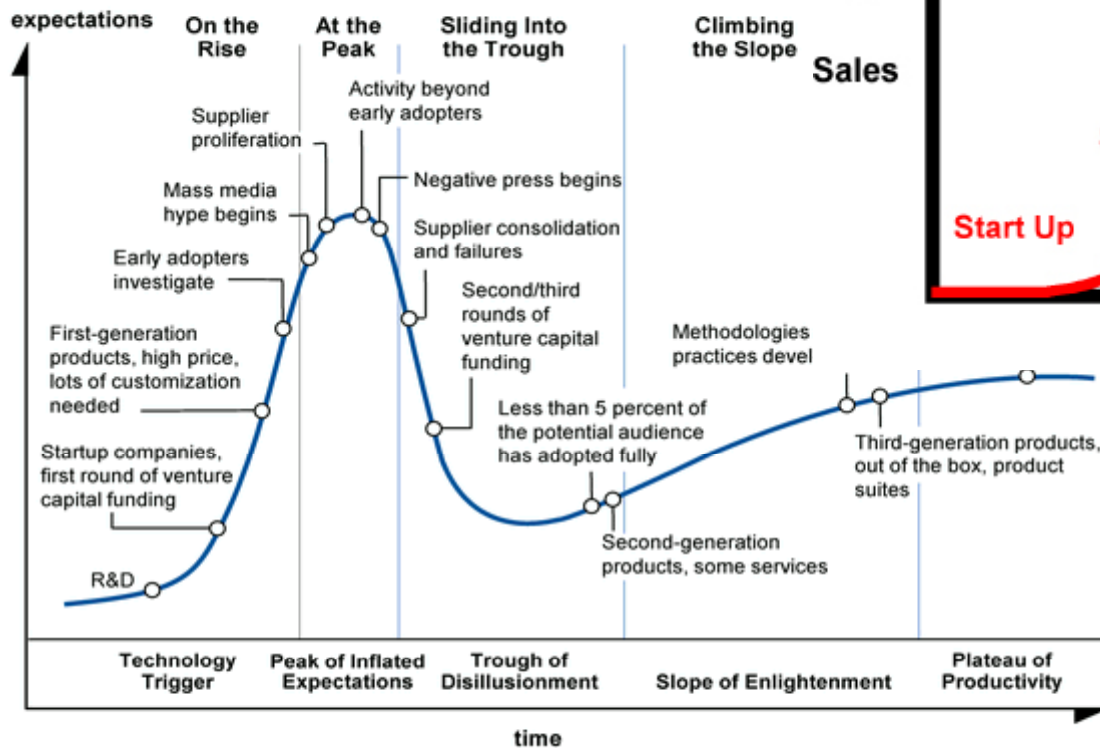 expectations
On the
Rise
At the
Peak
Sliding Into
the Trough
Climbing
the Slope
Sales
Start Up
Activity beyond
early adopters
Supplier
proliferation
Negative press begins
Mass media
hype begins
Supplier consolidation
and failures
Early adopters
investigate
Second/third
rounds of
venture capital
funding
First-generation
products, high price,
lots of customization
needed
Methodologies
practices devel
Less than 5 percent of
the potential audience
has adopted fully
Startup companies,
first round of venture
capital funding
Third-generation products,
out of the box, product
suites
Second-generation
products, some services
R&D
Technology
Trigger
Peak of Inflated
Expectations
Trough of
Disillusionment
Slope of Enlightenment
Plateau of
Productivity
time